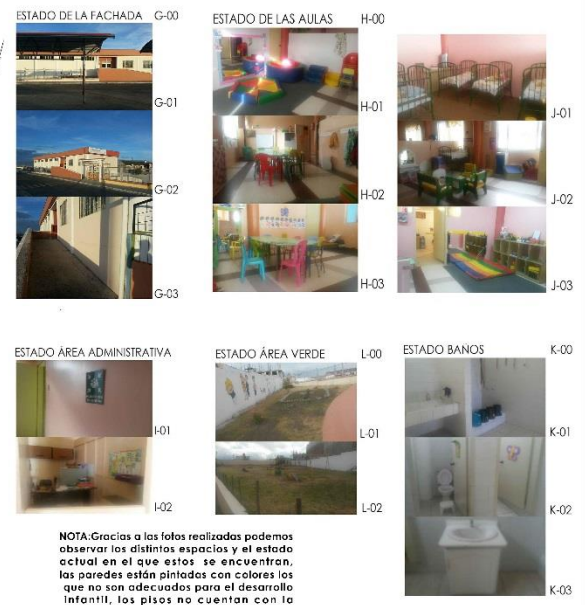 ESTADO DE LA FACHADA G-00
G-01
G-02
G-03
ESTADO DE LAS AULAS H-00
H-01
H-02
H-03
J-01
J-02
J-03
ESTADO ÁREA ADMINISTRATIVA
I-01
I-02
ESTADO ÁREA VERDE L-00
L-01
L-02
ESTADO BAÑOS K-00
K-01
K-02
K-03
NOTA:Gracias a las fotos realizadas podemos
observar los distintos espacios y el estado
actual en el que estos se encuentran,
las paredes están pintadas con colores los
que no son adecuados para el desarrollo
infantil, los pisos no cuentan con la